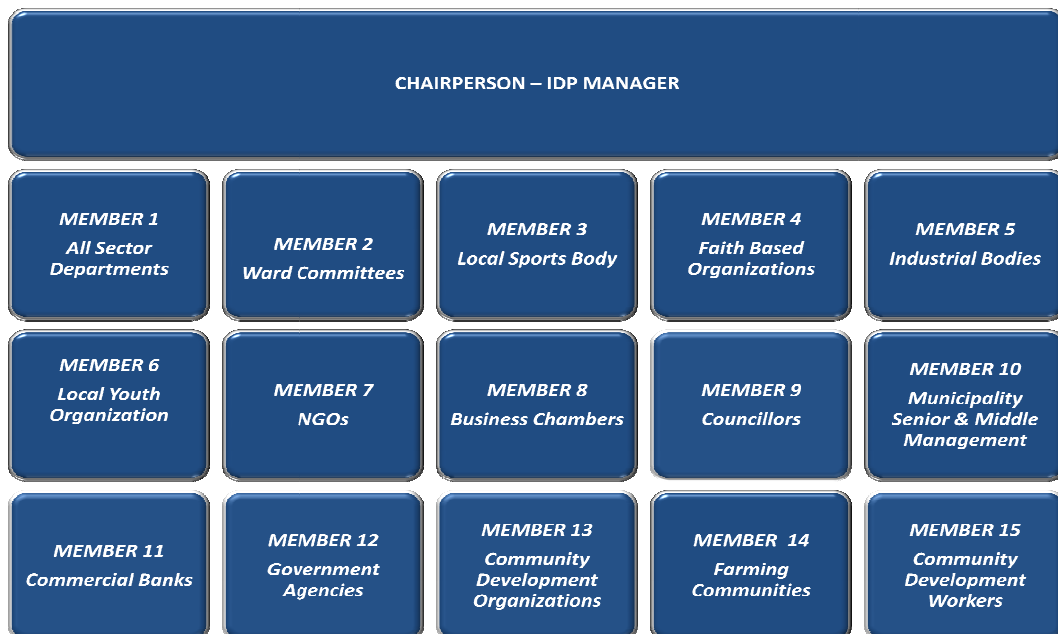 CHAIRPERSON – IDP MANAGER
MEMBER 1
All Sector
Departments
MEMBER 2
Ward Committees
MEMBER 3
Local Sports Body
MEMBER 4
Faith Based
Organizations
MEMBER 5
Industrial Bodies
MEMBER 6
Local Youth
Organization
MEMBER 7
NGOs
MEMBER 8
Business Chambers
MEMBER 9
Councillors
MEMBER 10
Municipality
Senior & Middle
Management
MEMBER 11
Commercial Banks
MEMBER 12
Government
Agencies
MEMBER 13
Community
Development
Organizations
MEMBER 14
Farming
Communities
MEMBER 15
Community
Development
Workers